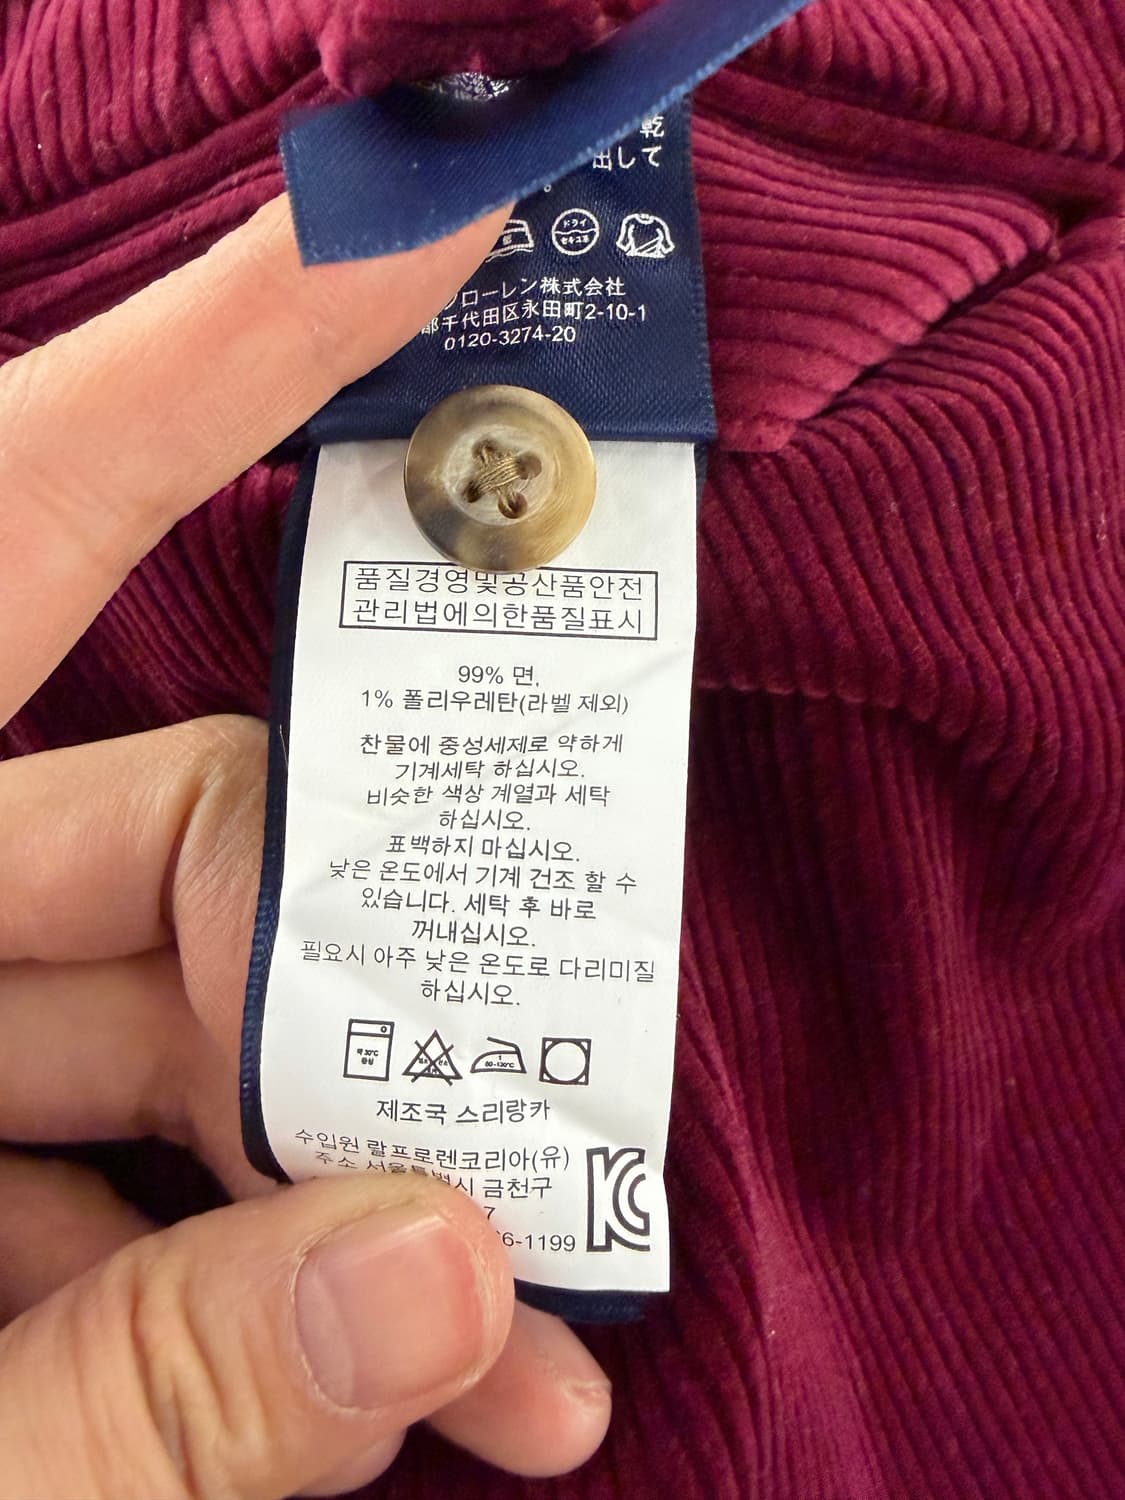 乾
出して
。
ドライ
セキユ系
ローレン株式会社
都千代田区永田町2-10-1
0120-3274-20
품질경영및공산품안전
관리법에의한품질표시
99% 면,
1% 폴리우레탄(라벨 제외)
찬물에 중성세제로 약하게
기계세탁 하십시오.
비슷한 색상 계열과 세탁
하십시오.
표백하지 마십시오.
낮은 온도에서 기계 건조 할 수
있습니다. 세탁 후 바로
꺼내십시오.
필요시 아주 낮은 온도로 다리미질
하십시오.
약 30°C
중성
1
80-120°C
제조국 스리랑카
수입원 랄프로렌코리아(유)
주소 서울특별시 금천구
7
6-1199